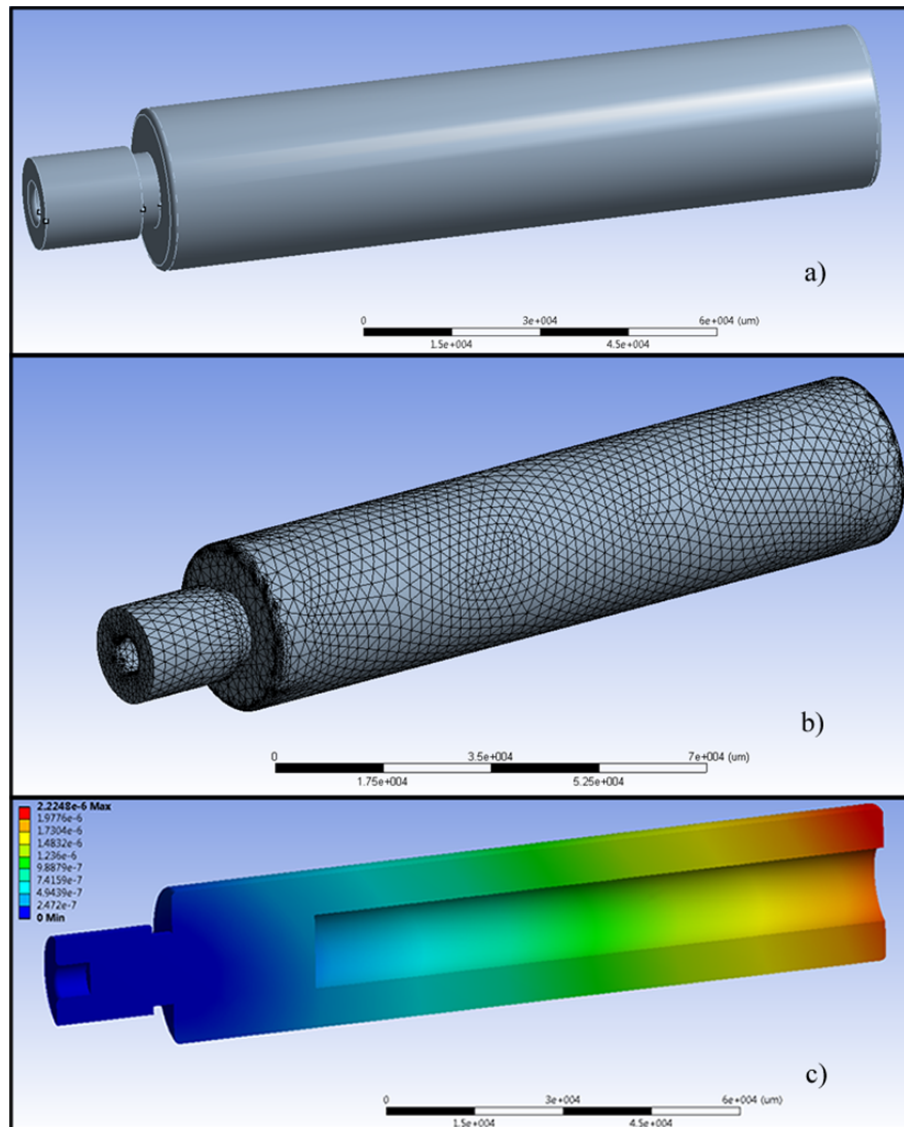 a)
0 3e+004 6e+004 (um)
1.5e+004 4.5e+004
b)
0 3.5e+004 7e+004 (um)
1.75e+004 5.25e+004
2.2248e-6 Max
1.9776e-6
1.7304e-6
1.4832e-6
1.236e-6
9.8879e-7
7.4159e-7
4.9439e-7
2.472e-7
0 Min
c)
0 3e+004 6e+004 (um)
1.5e+004 4.5e+004